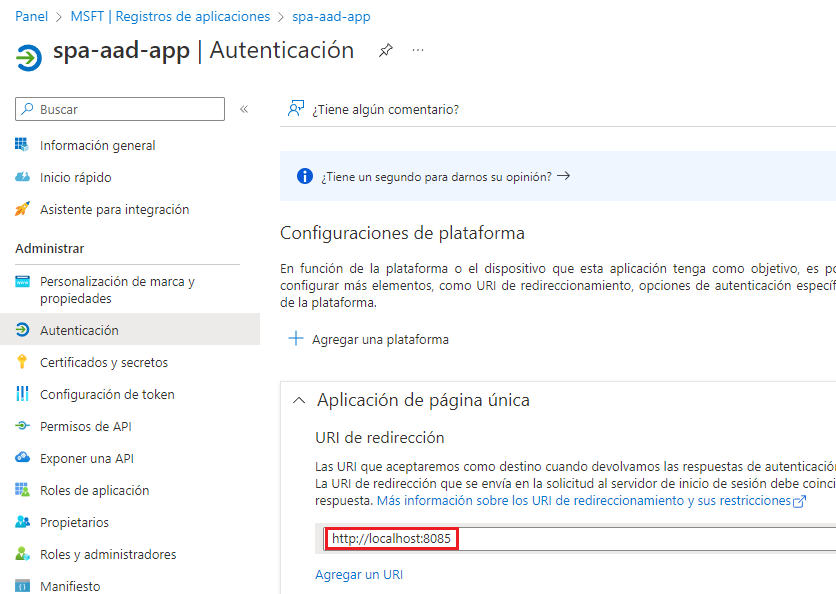 Panel > MSFT | Registros de aplicaciones > spa-aad-app
spa-aad-app | Autenticación
Buscar
«
Información general
Inicio rápido
Asistente para integración
Administrar
Personalización de marca y
propiedades
Autenticación
Certificados y secretos
Configuración de token
Permisos de API
Exponer una API
Roles de aplicación
Propietarios
Roles y administradores
Manifiesto
¿Tiene algún comentario?
¿Tiene un segundo para darnos su opinión? →
Configuraciones de plataforma
En función de la plataforma o el dispositivo que esta aplicación tenga como objetivo, es
configurar más elementos, como URI de redireccionamiento, opciones de autenticación
de la plataforma.
Agregar una plataforma
Aplicación de página única
URI de redirección
Las URI que aceptaremos como destino cuando devolvamos las respuestas de autenticación
La URI de redirección que se envía en la solicitud al servidor de inicio de sesión debe
respuesta. Más información sobre los URI de redireccionamiento y sus restricciones
http://localhost:8085
Agregar un URI